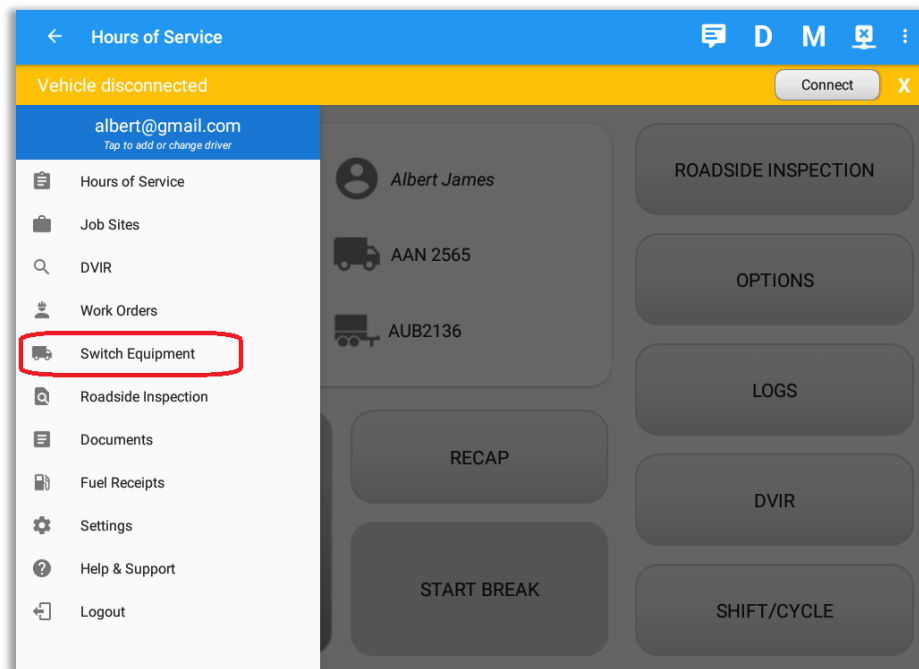 Hours of Service
D M
Vehicle disconnected
Connect
X
albert@gmail.com
Tap to add or change driver
Hours of Service
Job Sites
DVIR
Work Orders
Switch Equipment
Roadside Inspection
Documents
Fuel Receipts
Settings
Help & Support
Logout
Albert James
AAN 2565
AUB2136
RECAP
START BREAK
ROADSIDE INSPECTION
OPTIONS
LOGS
DVIR
SHIFT/CYCLE